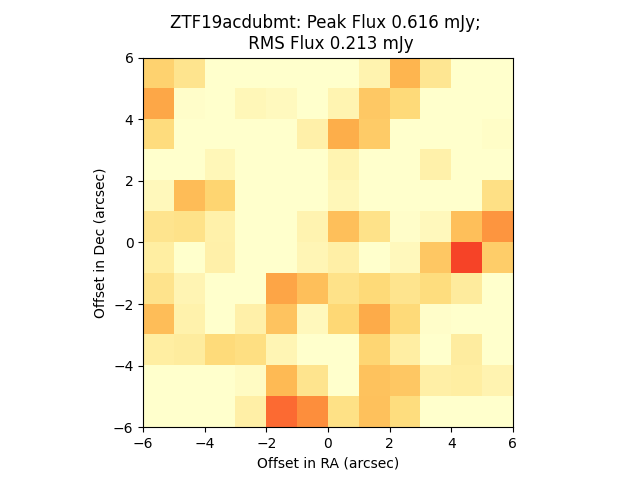 ZTF19acdubmt: Peak Flux 0.616 mJy;
RMS Flux 0.213 mJy
6
4
2
0
−2
−4
−6
Offset in Dec (arcsec)
−6 −4 −2 0 2 4 6
Offset in RA (arcsec)